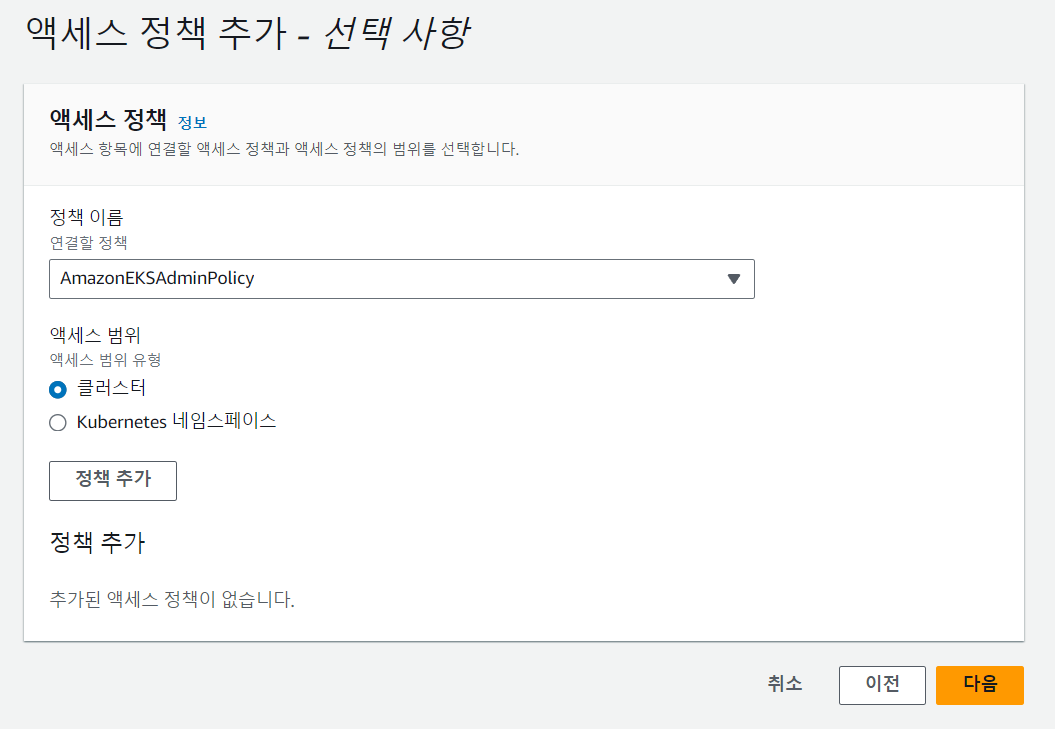 액세스 정책 추가 - 선택 사항
액세스 정책 정보
액세스 항목에 연결할 액세스 정책과 액세스 정책의 범위를 선택합니다.
정책 이름
연결할 정책
AmazonEKSAdminPolicy
액세스 범위
액세스 범위 유형
클러스터
Kubernetes 네임스페이스
정책 추가
정책 추가
추가된 액세스 정책이 없습니다.
취소 이전 다음